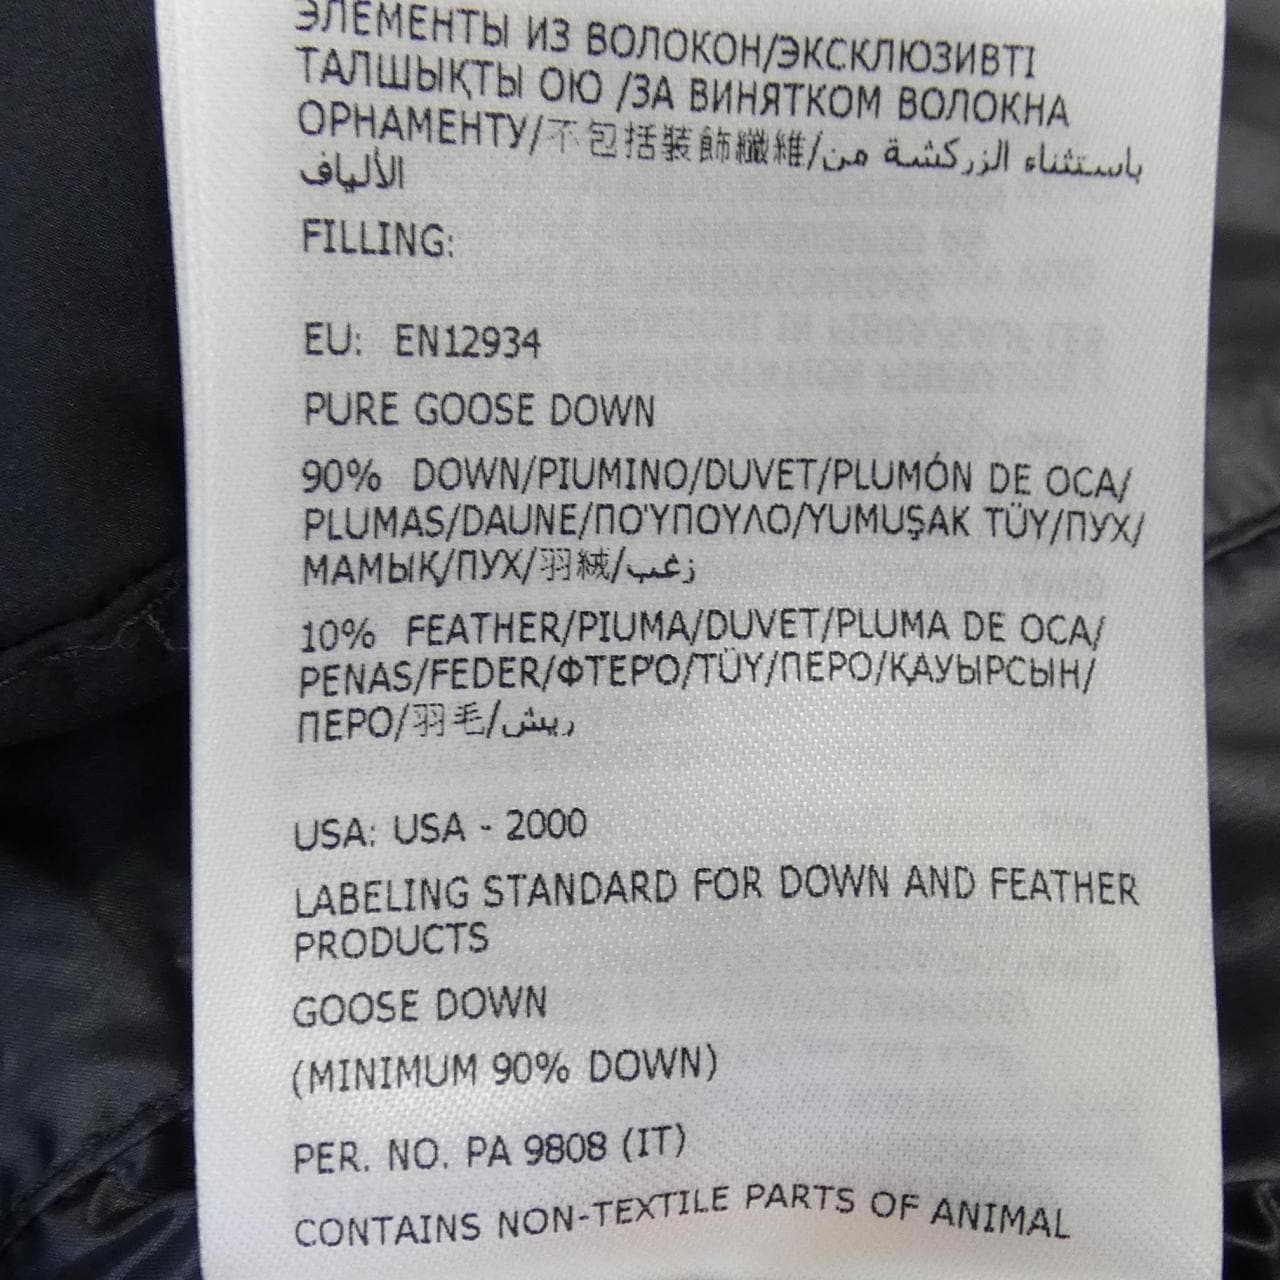 ЭЛЕМЕНТЫ ИЗ ВОЛОКОН/ЭКСКЛЮЗИВТІ
ТАЛШЫҚТЫ ОЮ /ЗА ВИНЯТКОМ ВОЛОКНА
ОРНАМЕНТУ/不包括装飾纖維/باستثناء الزركشة من
الألياف
FILLING:
EU: EN12934
PURE GOOSE DOWN
90% DOWN/PIUMINO/DUVET/PLUMÓN DE OCA/
PLUMAS/DAUNE/ΠΟΎΠΟΥΛΟ/YUMUŞAK TÜY/ПУХ/
МАМЫҚ/ПУХ/羽絨/زغب
10% FEATHER/PIUMA/DUVET/PLUMA DE OCA/
PENAS/FEDER/ΦΤΕΡΌ/TÜY/ПЕРО/ҚАУЫРСЫН/
ПЕРО/羽毛/ريش
USA: USA - 2000
LABELING STANDARD FOR DOWN AND FEATHER
PRODUCTS
GOOSE DOWN
(MINIMUM 90% DOWN)
PER. NO. PA 9808 (IT)
CONTAINS NON-TEXTILE PARTS OF ANIMAL